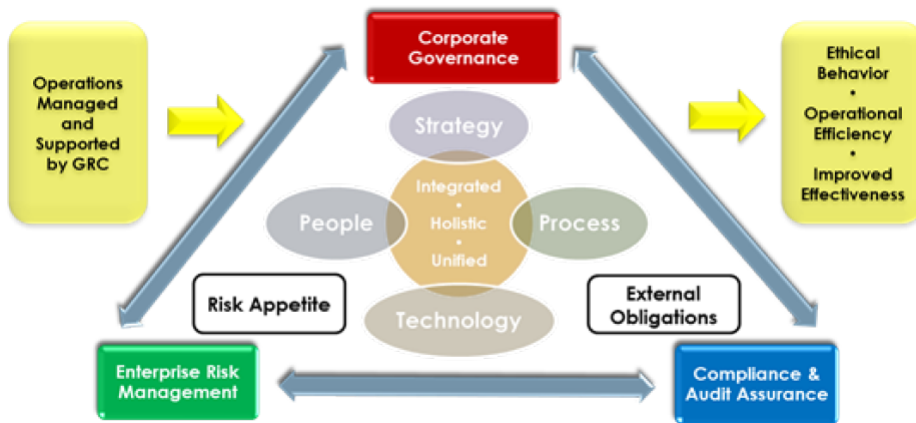 Corporate
Governance
Operations
Managed
and
Supported
by GRC
Ethical
Behavior
•
Operational
Efficiency
•
Improved
Effectiveness
Strategy
Integrated
•
Holistic
•
Unified
People
Process
Technology
Risk Appetite
External
Obligations
Enterprise Risk
Management
Compliance &
Audit Assurance